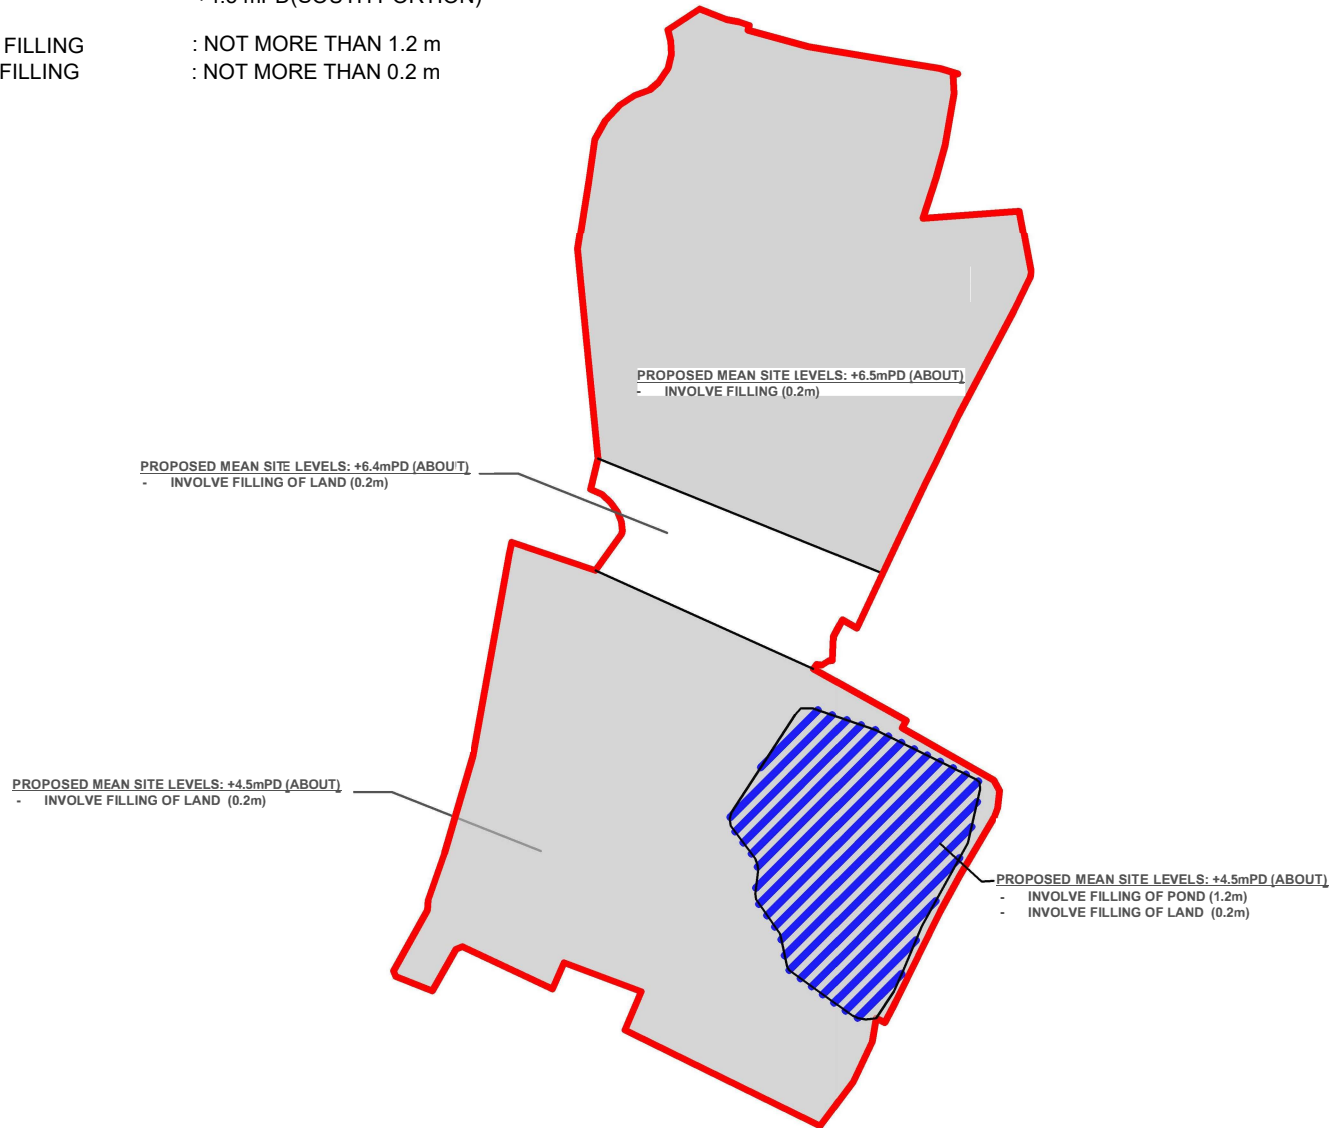 FILLING : NOT MORE THAN 1.2 m
FILLING : NOT MORE THAN 0.2 m
PROPOSED MEAN SITE LEVELS: +6.5mPD (ABOUT)
- INVOLVE FILLING (0.2m)
PROPOSED MEAN SITE LEVELS: +6.4mPD (ABOUT)
- INVOLVE FILLING OF LAND (0.2m)
PROPOSED MEAN SITE LEVELS: +4.5mPD (ABOUT)
- INVOLVE FILLING OF LAND (0.2m)
PROPOSED MEAN SITE LEVELS: +4.5mPD (ABOUT)
- INVOLVE FILLING OF POND (1.2m)
- INVOLVE FILLING OF LAND (0.2m)